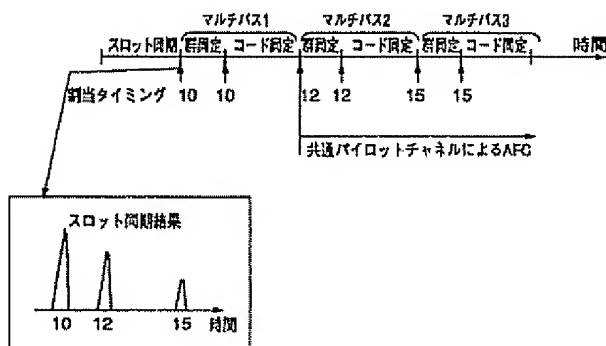 マルチパス1 マルチパス2 マルチパス3
スロット同期 群同定 コード同定 群同定 コード同定 群同定 コード同定 時間
割当タイミング 10 10 12 12 15 15
共通パイロットチャネルによるAFC
スロット同期結果
10 12 15 時間